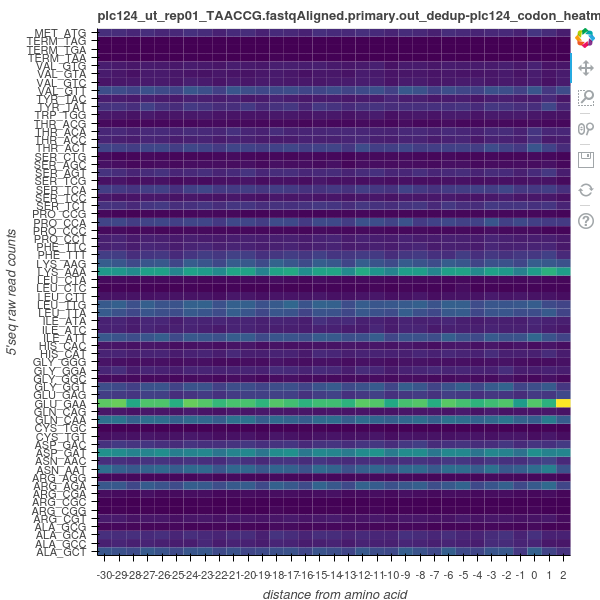 plc124_ut_rep01_TAACCG.fastqAligned.primary.out_dedup-plc124_codon_heatm
MET_ATG
TERM_TAG
TERM_TGA
TERM_TAA
VAL_GTG
VAL_GTA
VAL_GTC
VAL_GTT
TYR_TAC
TYR_TAT
TRP_TGG
THR_ACG
THR_ACA
THR_ACC
THR_ACT
SER_CTG
SER_AGC
SER_AGT
SER_TCG
SER_TCA
SER_TCC
SER_TCT
PRO_CCG
PRO_CCA
PRO_CCC
PRO_CCT
PHE_TTC
PHE_TTT
LYS_AAG
LYS_AAA
LEU_CTA
LEU_CTC
LEU_CTT
LEU_TTG
LEU_TTA
ILE_ATA
ILE_ATC
ILE_ATT
HIS_CAC
HIS_CAT
GLY_GGG
GLY_GGA
GLY_GGC
GLY_GGT
GLU_GAG
GLU_GAA
GLN_CAG
GLN_CAA
CYS_TGC
CYS_TGT
ASP_GAC
ASP_GAT
ASN_AAC
ASN_AAT
ARG_AGG
ARG_AGA
ARG_CGA
ARG_CGC
ARG_CGG
ARG_CGT
ALA_GCG
ALA_GCA
ALA_GCC
ALA_GCT
5'seq raw read counts
-30-29-28-27-26-25-24-23-22-21-20-19-18-17-16-15-14-13-12-11-10-9 -8 -7 -6 -5 -4 -3 -2 -1 0 1 2
distance from amino acid